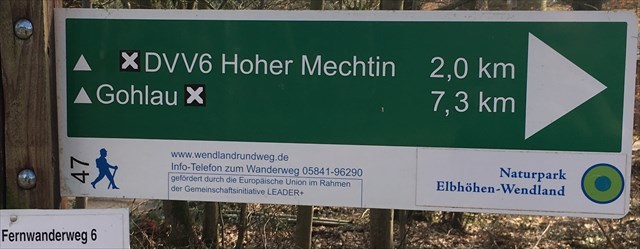 DVV6 Hoher Mechtin 2,0 km
Gohlau 7,3 km
47
www.wendlandrundweg.de
Info-Telefon zum Wanderweg 05841-96290
gefördert durch die Europäische Union im Rahmen
der Gemeinschaftsinitiative LEADER+
Naturpark
Elbhöhen-Wendland
Fernwanderweg 6